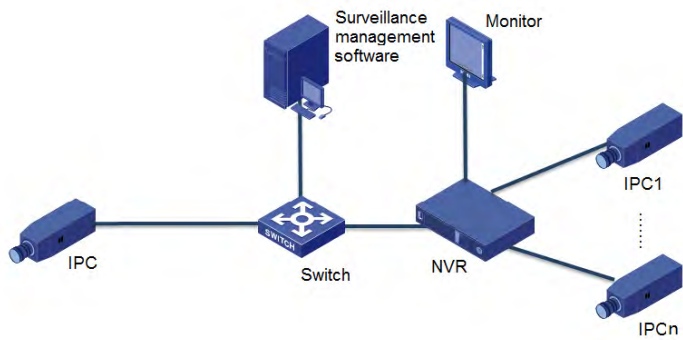 Surveillance
management
software
Monitor
IPC1
IPC
SWITCH
Switch
NVR
IPCn